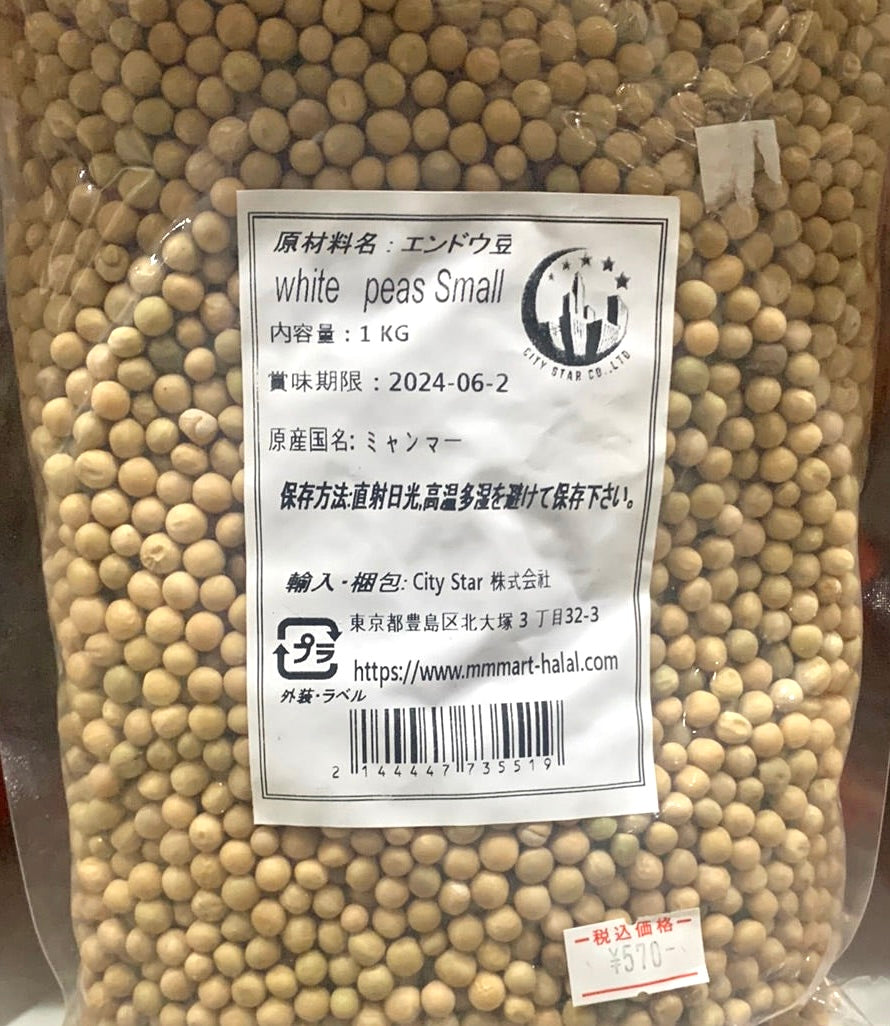 原材料名：エンドウ豆
white peas Small
内容量：1 KG
賞味期限：2024-06-2
原産国名: ミャンマー
保存方法:直射日光,高温多湿を避けて保存下さい。
輸入・梱包: City Star 株式会社
東京都豊島区北大塚 3 丁目32-3
https://www.mmmart-halal.com
プラ
外装・ラベル
2 144447 735519
CITY STAR CO.,LTD
税込価格
¥570-